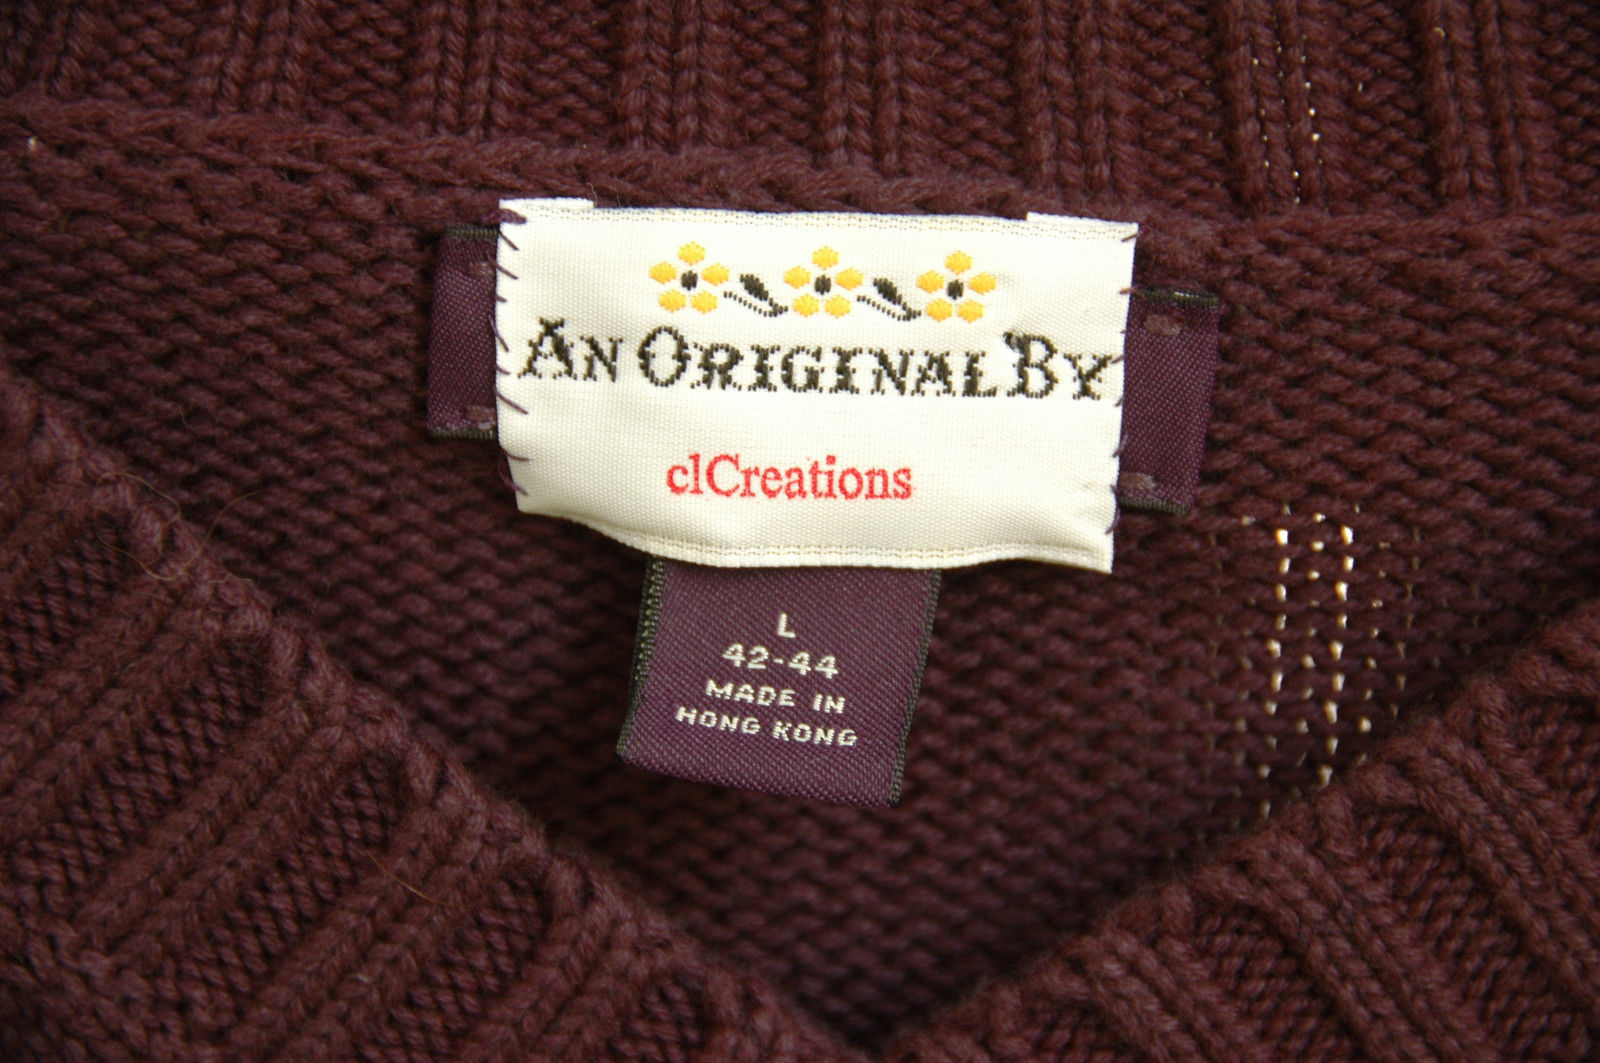 AN ORIGINAL BY
clCreations
L
42-44
MADE IN
HONG KONG